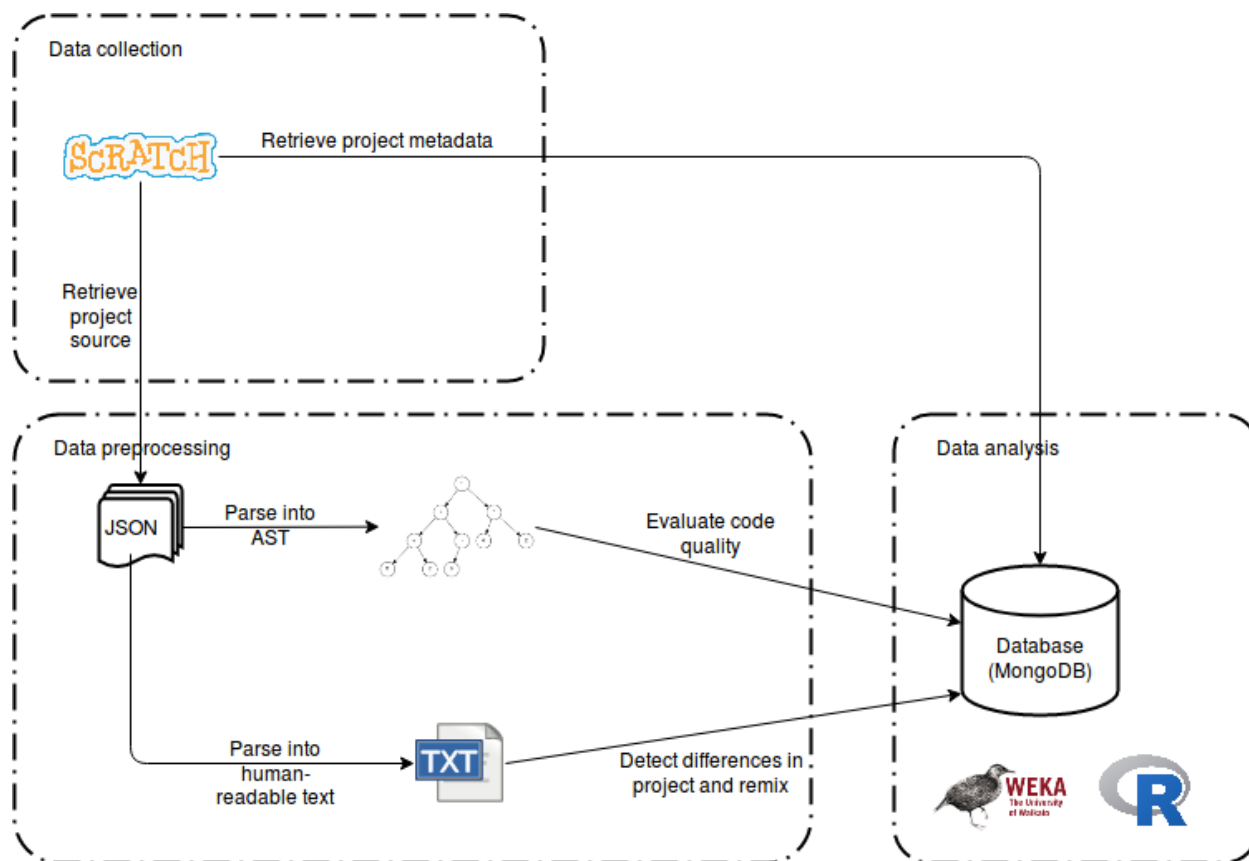 Data collection
SCRATCH
Retrieve project metadata
Retrieve
project
source
Data preprocessing
JSON
Parse into
AST
Evaluate code
quality
Parse into
human-
readable text
TXT
Detect differences in
project and remix
Data analysis
Database
(MongoDB)
WEKA
The University
of Waikato
R